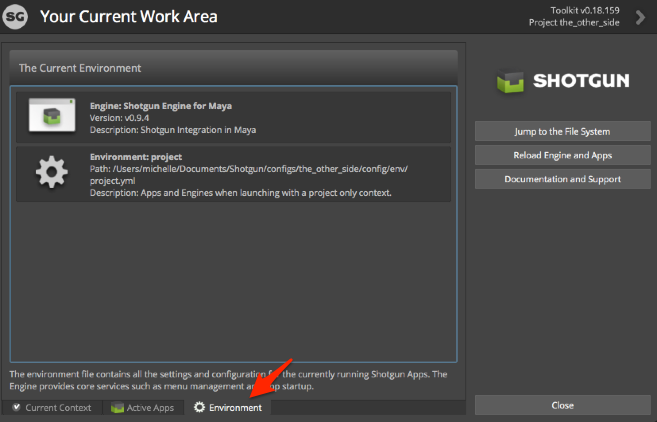 SG Your Current Work Area
Toolkit v0.18.159
Project the_other_side
The Current Environment
Engine: Shotgun Engine for Maya
Version: v0.9.4
Description: Shotgun Integration in Maya
Environment: project
Path: /Users/michelle/Documents/Shotgun/configs/the_other_side/config/env/
project.yml
Description: Apps and Engines when launching with a project only context.
SHOTGUN
Jump to the File System
Reload Engine and Apps
Documentation and Support
The environment file contains all the settings and configuration the currently running Shotgun Apps. The
Engine provides core services such as menu management startup.
Current Context
Active Apps
Environment
Close